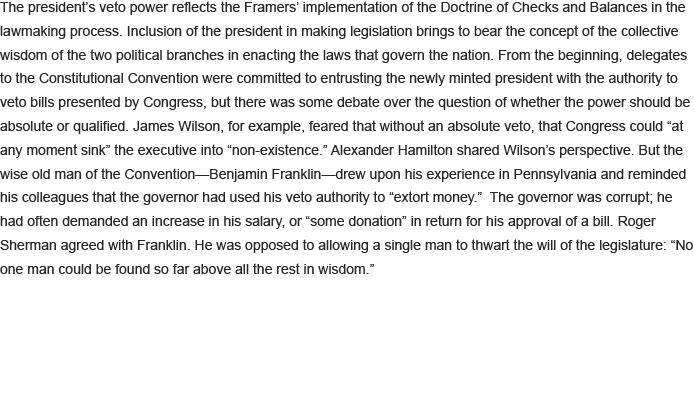 The president’s veto power reflects the Framers’ implementation of the Doctrine of Checks and Balances in the
lawmaking process. Inclusion of the president in making legislation brings to bear the concept of the collective
wisdom of the two political branches in enacting the laws that govern the nation. From the beginning, delegates
to the Constitutional Convention were committed to entrusting the newly minted president with the authority to
veto bills presented by Congress, but there was some debate over the question of whether the power should be
absolute or qualified. James Wilson, for example, feared that without an absolute veto, that Congress could “at
any moment sink” the executive into “non-existence.” Alexander Hamilton shared Wilson’s perspective. But the
wise old man of the Convention—Benjamin Franklin—drew upon his experience in Pennsylvania and reminded
his colleagues that the governor had used his veto authority to “extort money.”  The governor was corrupt; he
had often demanded an increase in his salary, or “some donation” in return for his approval of a bill. Roger
Sherman agreed with Franklin. He was opposed to allowing a single man to thwart the will of the legislature: “No
one man could be found so far above all the rest in wisdom.”